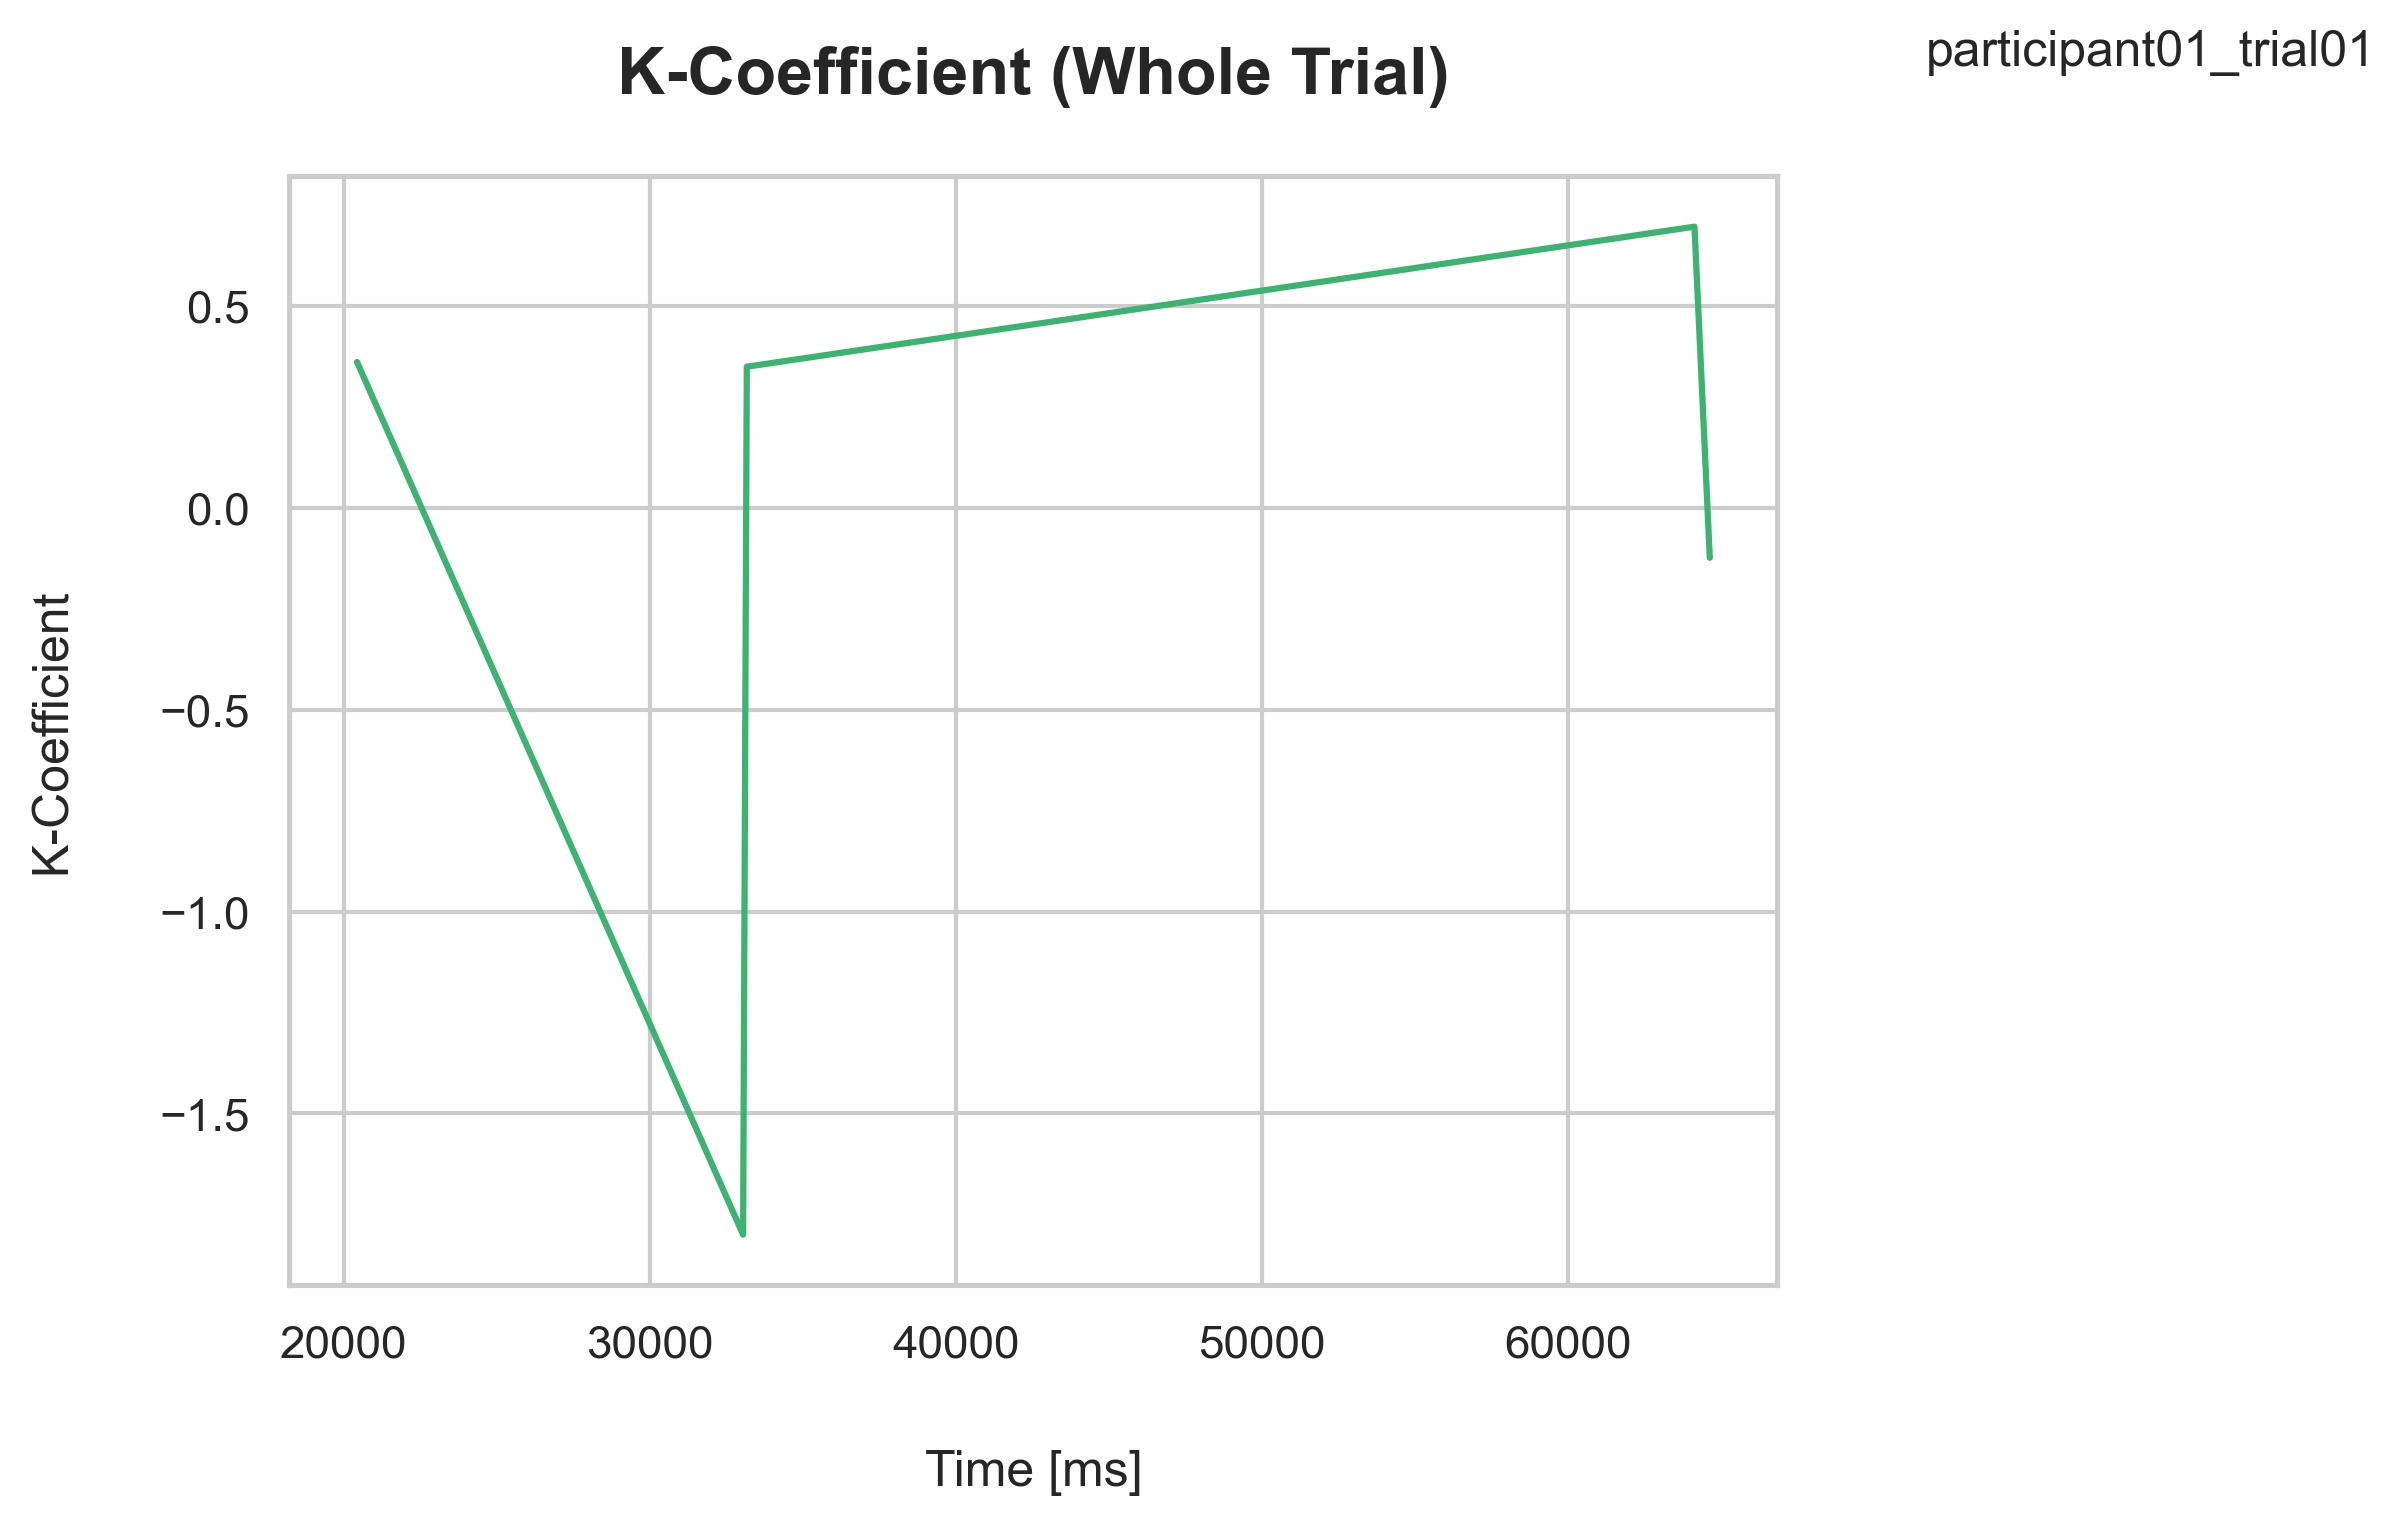 participant01_trial01
K-Coefficient (Whole Trial)
K-Coefficient
0.5
0.0
−0.5
−1.0
−1.5
20000 30000 40000 50000 60000
Time [ms]